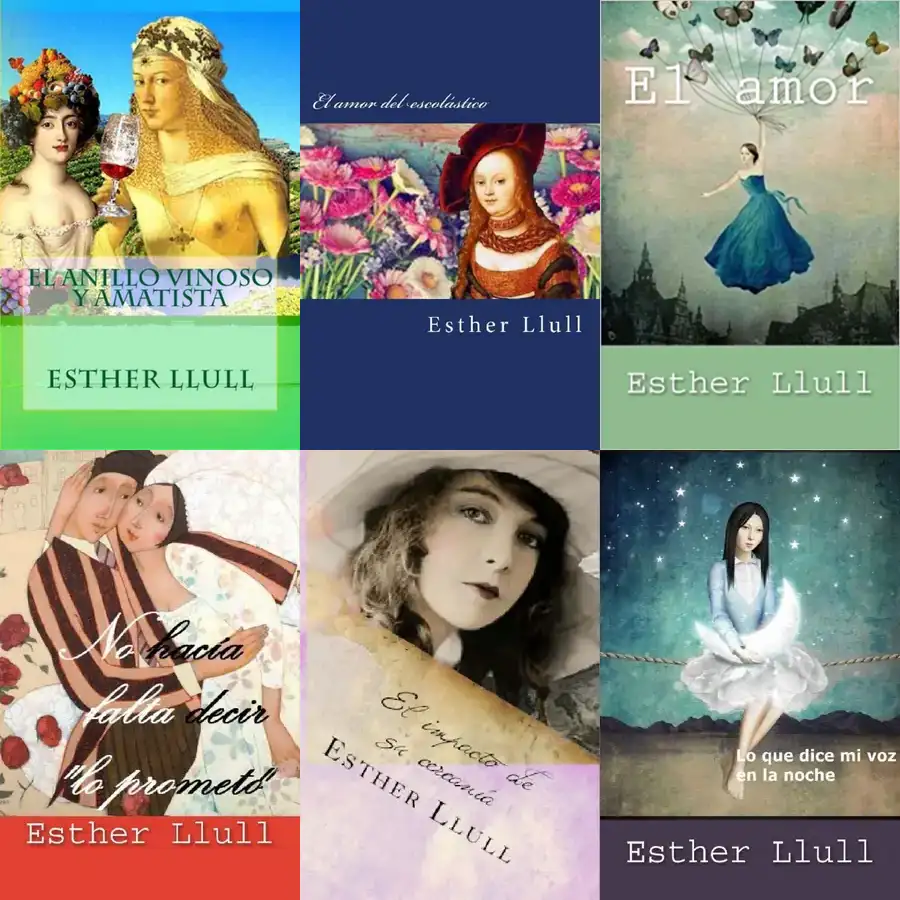 EL ANILLO VINOSO
Y AMATISTA
ESTHER LLULL
El amor del escolástico
Esther Llull
El amor
Esther Llull
No hacía
falta decir
"lo prometo"
Esther Llull
El impacto de
su cercanía
ESTHER LLULL
Lo que dice mi voz
en la noche
Esther Llull